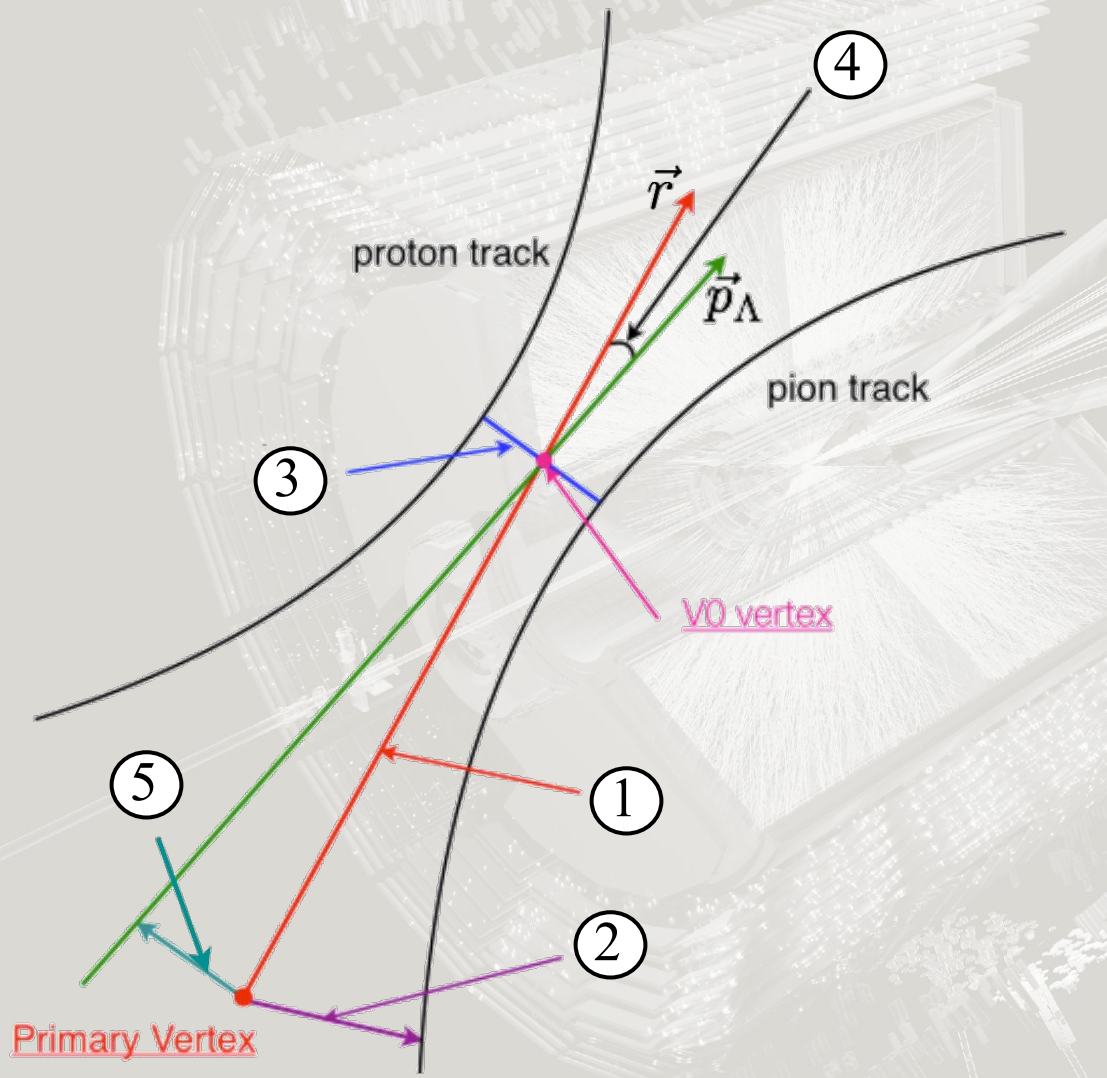 4
r⃗
proton track
p⃗Λ
pion track
3
V0 vertex
5
1
2
Primary Vertex